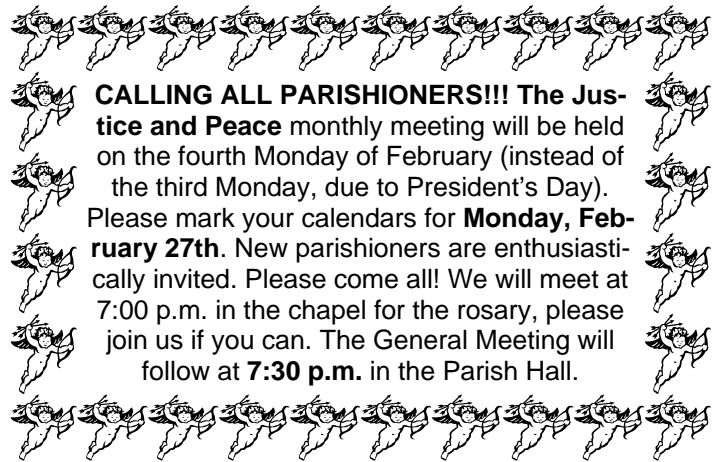 CALLING ALL PARISHIONERS!!! The Jus-
tice and Peace monthly meeting will be held
on the fourth Monday of February (instead of
the third Monday, due to President's Day).
Please mark your calendars for Monday, Feb-
ruary 27th. New parishioners are enthusiasti-
cally invited. Please come all! We will meet at
7:00 p.m. in the chapel for the rosary, please
join us if you can. The General Meeting will
follow at 7:30 p.m. in the Parish Hall.